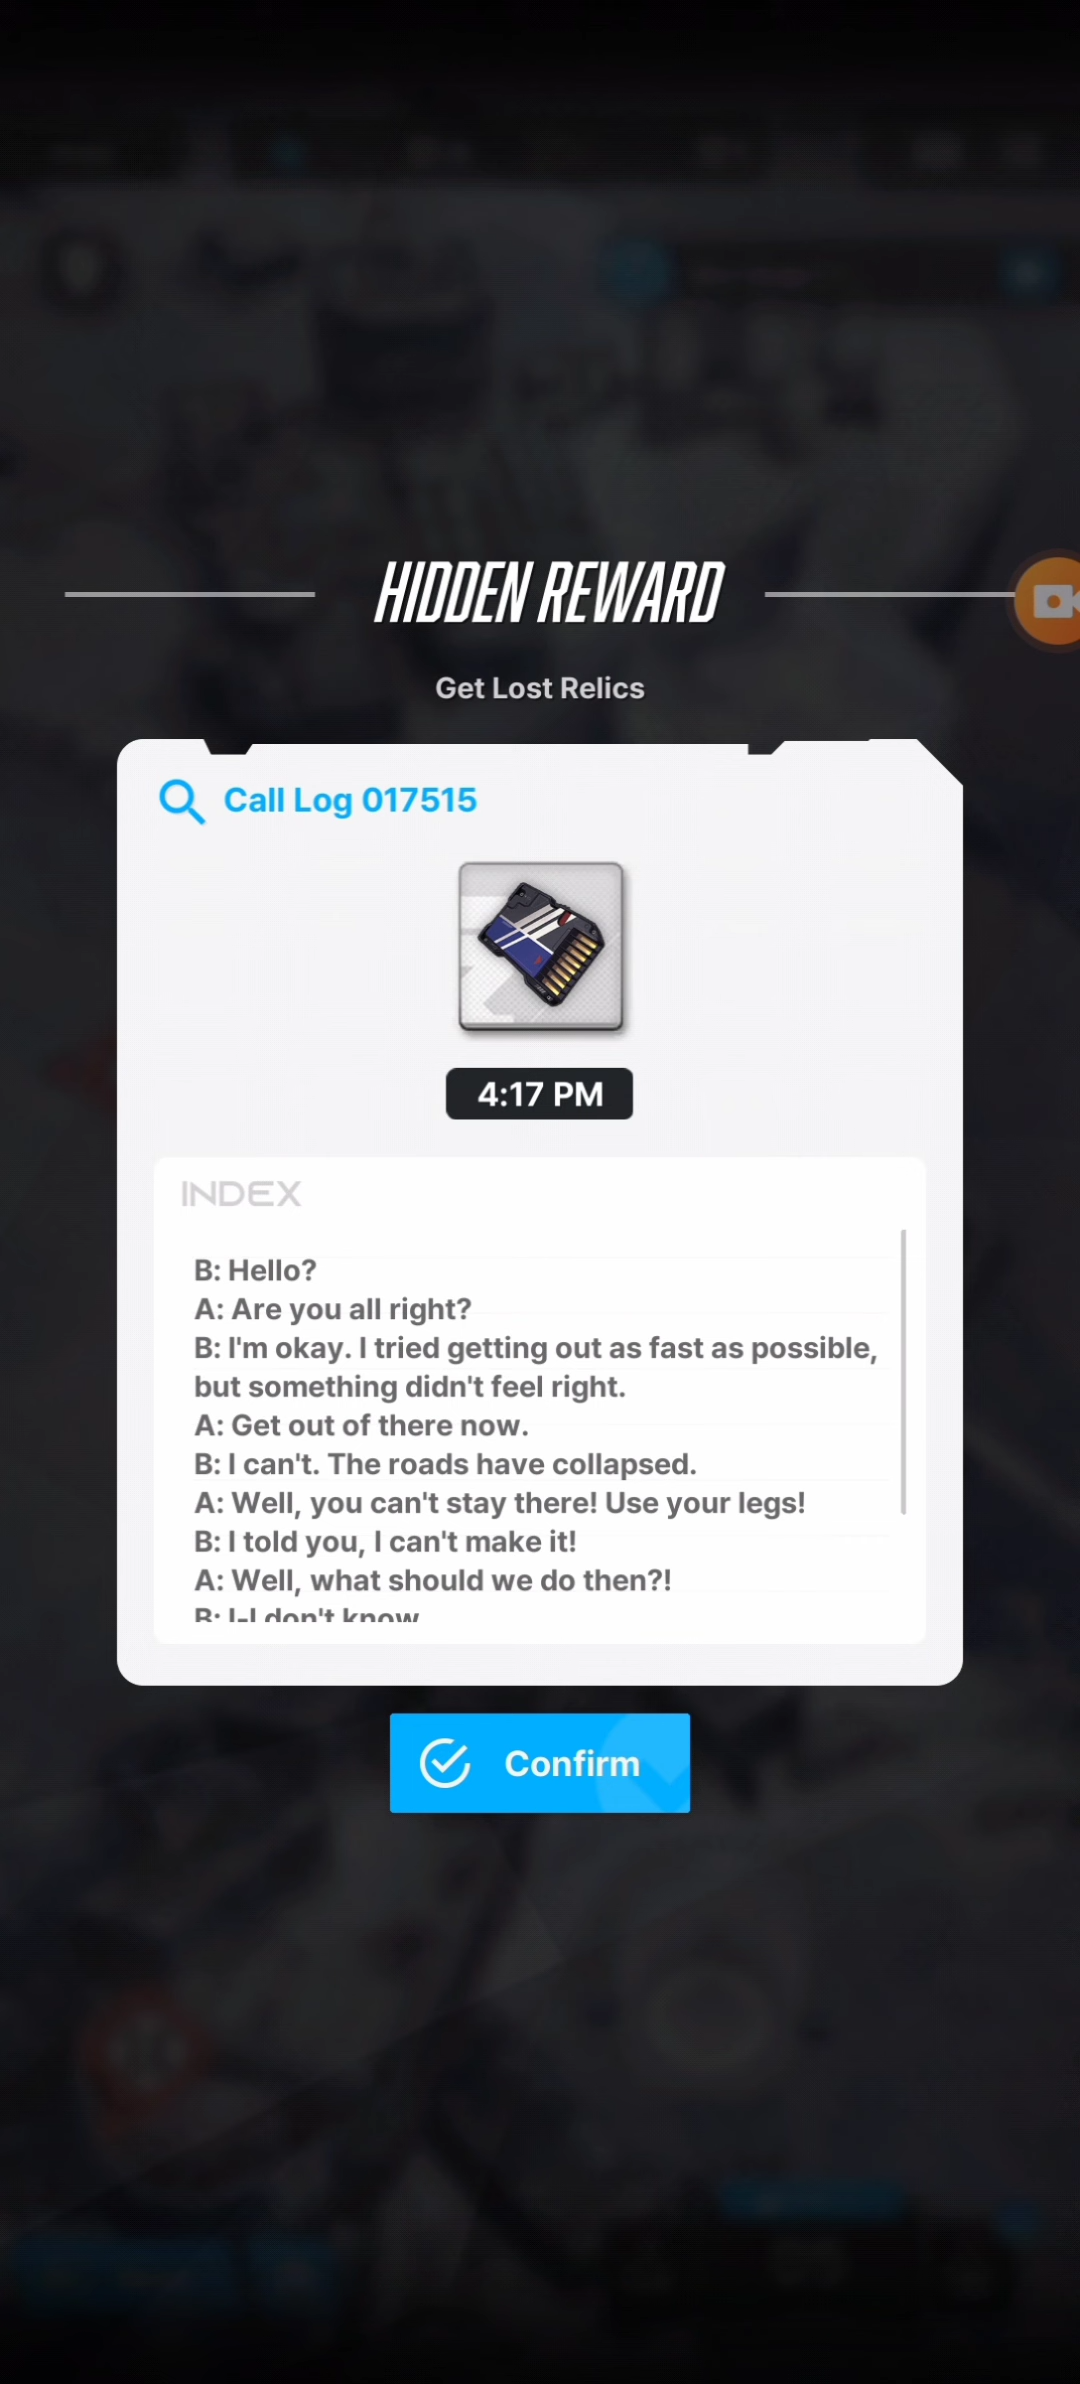 HIDDEN REWARD
Get Lost Relics
Call Log 017515
4:17 PM
INDEX
B: Hello?
A: Are you all right?
B: I'm okay. I tried getting out as fast as possible,
but something didn't feel right.
A: Get out of there now.
B: I can't. The roads have collapsed.
A: Well, you can't stay there! Use your legs!
B: I told you, I can't make it!
A: Well, what should we do then?!
B: I-I don't know
Confirm